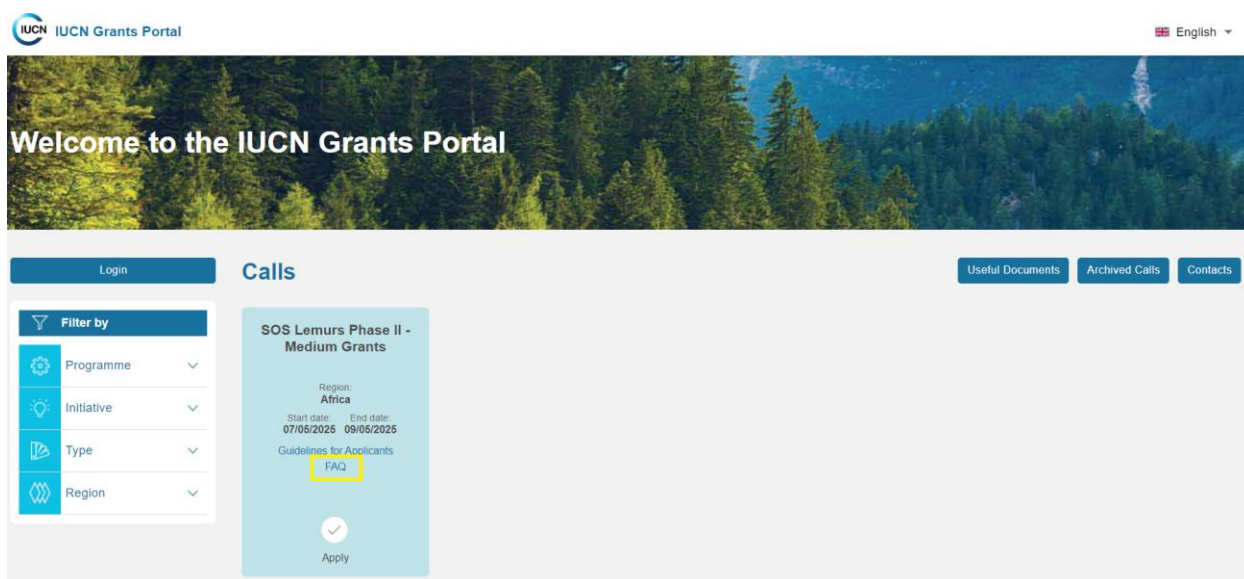 IUCN IUCN Grants Portal
English
Welcome to the IUCN Grants Portal
Login
Calls
Useful Documents
Archived Calls
Contacts
Filter by
Programme
Initiative
Type
Region
SOS Lemurs Phase II -
Medium Grants
Region:
Africa
Start date: End date:
07/05/2025 09/05/2025
Guidelines for Applicants
FAQ
Apply